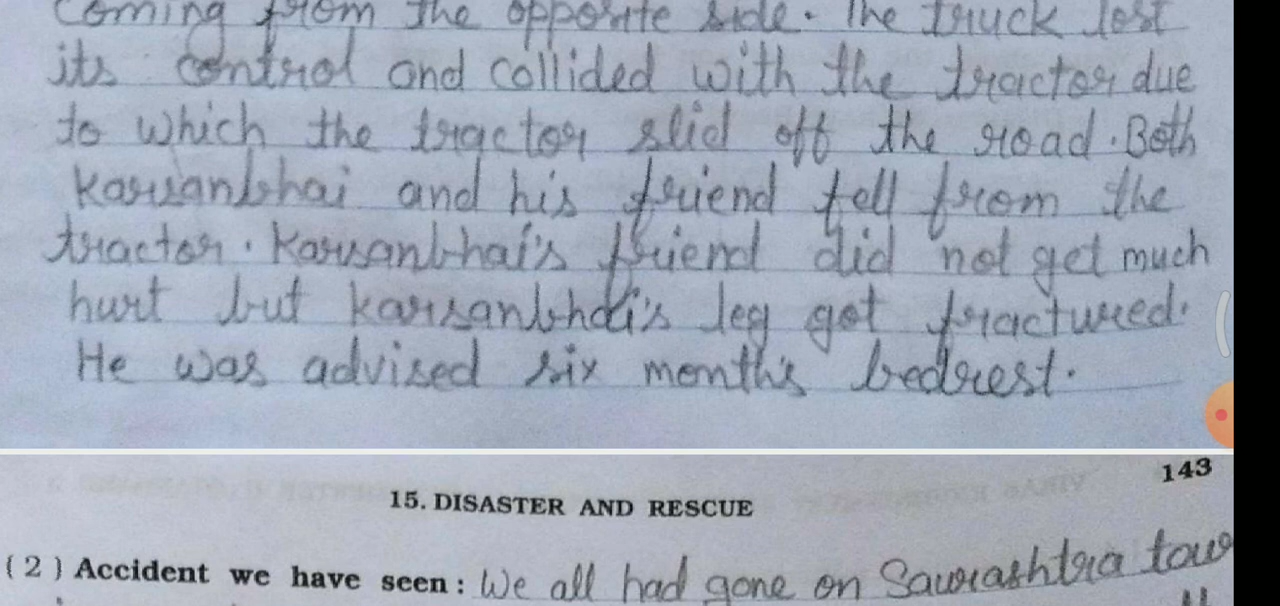 coming from the opposite side. The truck lost
its control and collided with the tractor due
to which the tractor slid off the road. Both
Karsanbhai and his friend fell from the
tractor. Karsanbhai's friend did not get much
hurt but Karsanbhai's leg got fractured.
He was advised six month's bedrest.
143
15. DISASTER AND RESCUE
(2) Accident we have seen: We all had gone on Saurashtra tour